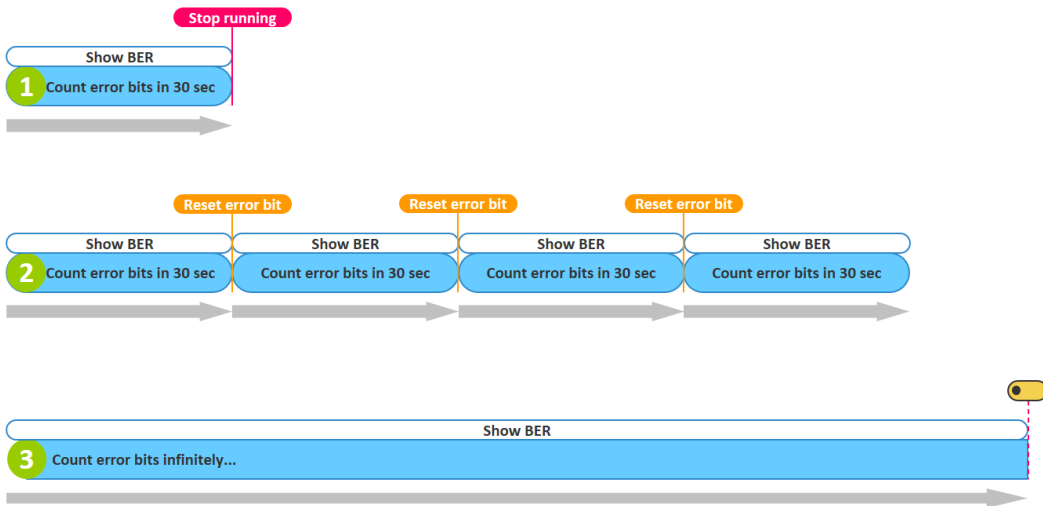 Stop running
Show BER
1 Count error bits in 30 sec
Reset error bit Reset error bit Reset error bit
Show BER Show BER Show BER Show BER
2 Count error bits in 30 sec Count error bits in 30 sec Count error bits in 30 sec Count error bits in 30 sec
Show BER
3 Count error bits infinitely...